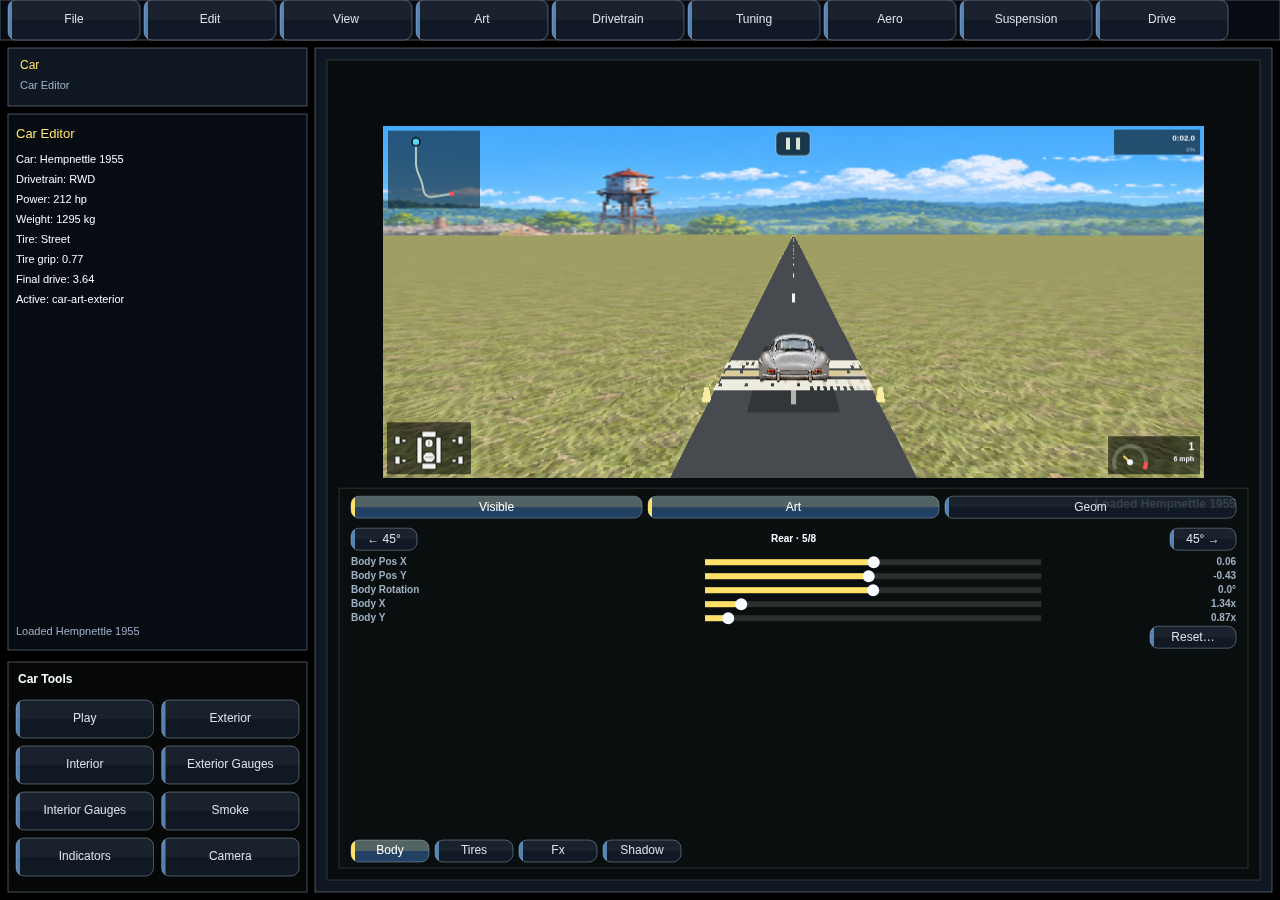 File Edit View Art Drivetrain Tuning Aero Suspension Drive
Car
Car Editor
Car Editor
Car: Hempnettle 1955
Drivetrain: RWD
Power: 212 hp
Weight: 1295 kg
Tire: Street
Tire grip: 0.77
Final drive: 3.64
Active: car-art-exterior
Loaded Hempnettle 1955
Car Tools
Play Exterior
Interior Exterior Gauges
Interior Gauges Smoke
Indicators Camera
0:02.0
0%
1
6 mph
Visible Art Geom
Loaded Hempnettle 1955
← 45° Rear · 5/8 45° →
Body Pos X 0.06
Body Pos Y -0.43
Body Rotation 0.0°
Body X 1.34x
Body Y 0.87x
Reset…
Body Tires Fx Shadow